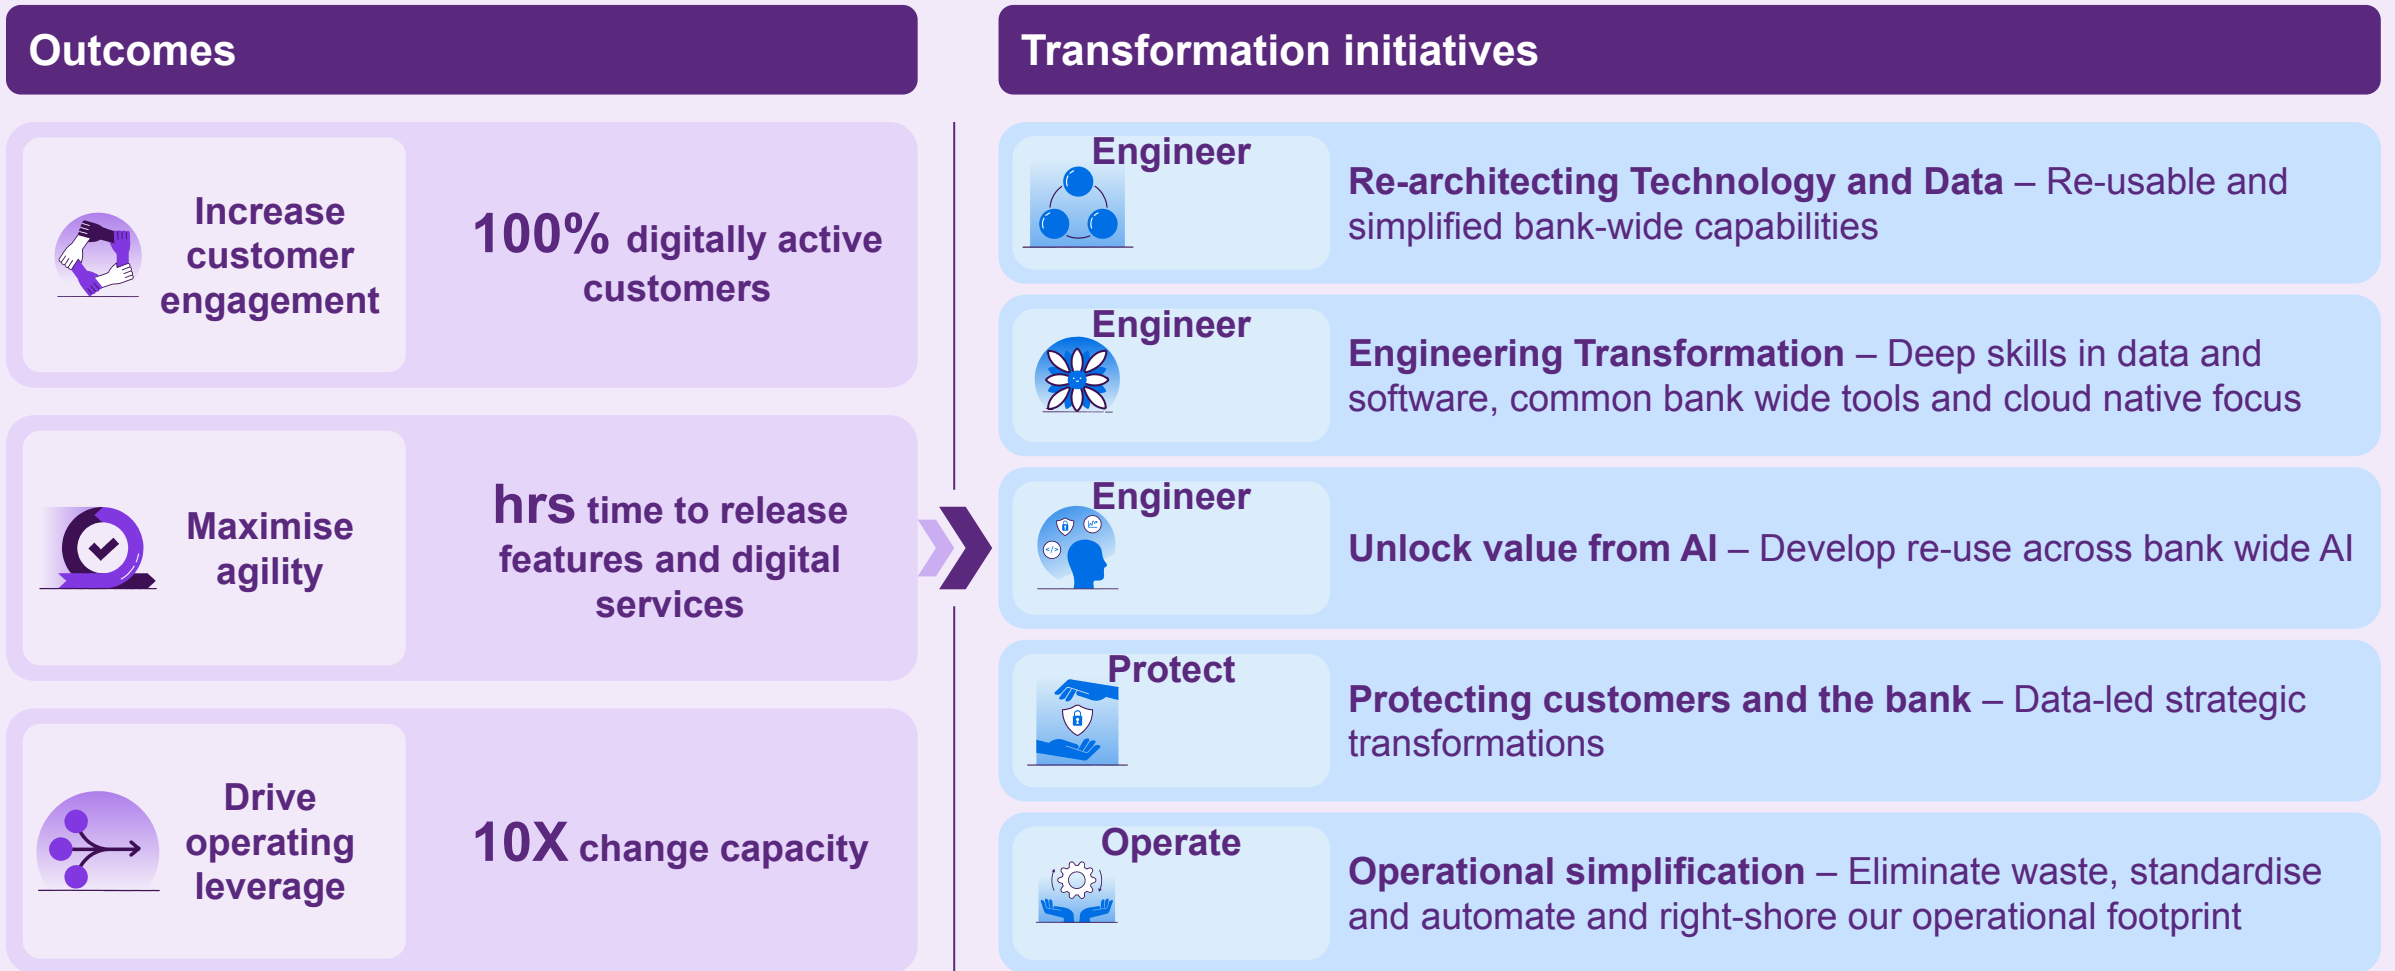 Outcomes
Increase
customer
engagement
100% digitally active
customers
Maximise
agility
hrs time to release
features and digital
services
Drive
operating
leverage
10X change capacity
Transformation initiatives
Engineer
Re-architecting Technology and Data – Re-usable and
simplified bank-wide capabilities
Engineer
Engineering Transformation – Deep skills in data and
software, common bank wide tools and cloud native focus
Engineer
</>
Unlock value from AI – Develop re-use across bank wide AI
Protect
Protecting customers and the bank – Data-led strategic
transformations
Operate
Operational simplification – Eliminate waste, standardise
and automate and right-shore our operational footprint